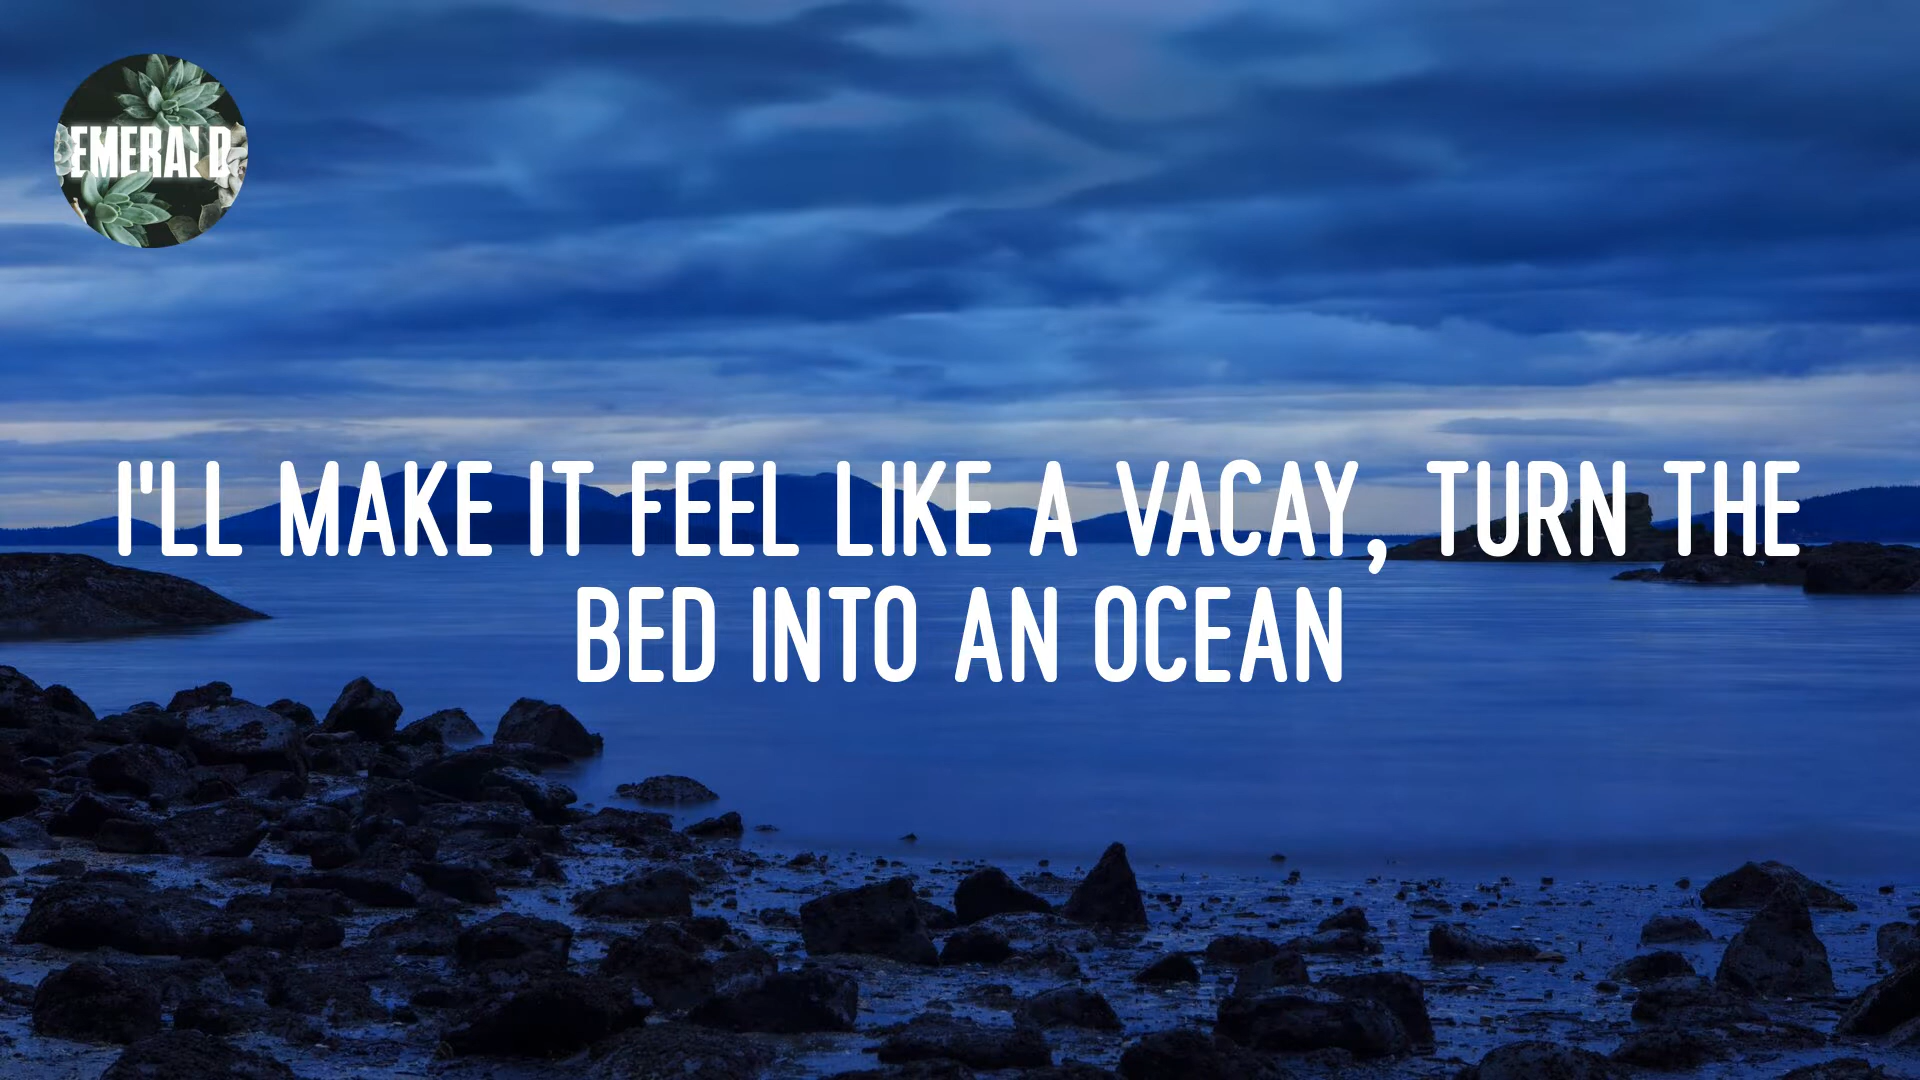 EMERALD
I'LL MAKE IT FEEL LIKE A VACAY, TURN THE
BED INTO AN OCEAN